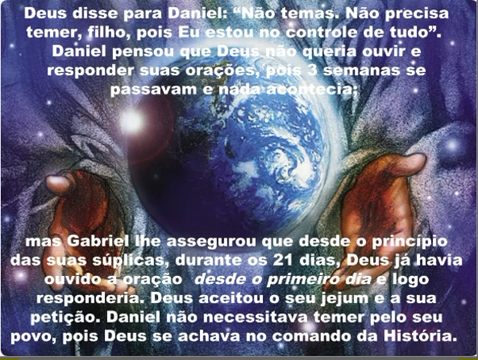 Deus disse para Daniel: “Não temas. Não precisa
temer, filho, pois Eu estou no controle de tudo”.
Daniel pensou que Deus não queria ouvir e
responder suas orações, pois 3 semanas se
passavam e nada acontecia;
mas Gabriel lhe assegurou que desde o princípio
das suas súplicas, durante os 21 dias, Deus já havia
ouvido a oração desde o primeiro dia e logo
responderia. Deus aceitou o seu jejum e a sua
petição. Daniel não necessitava temer pelo seu
povo, pois Deus se achava no comando da História.